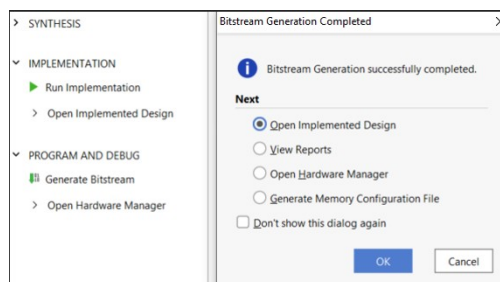 SYNTHESIS
IMPLEMENTATION
Run Implementation
Open Implemented Design
PROGRAM AND DEBUG
Generate Bitstream
Open Hardware Manager
Bitstream Generation Completed
Bitstream Generation successfully completed.
Next
Open Implemented Design
View Reports
Open Hardware Manager
Generate Memory Configuration File
Don't show this dialog again
OK
Cancel